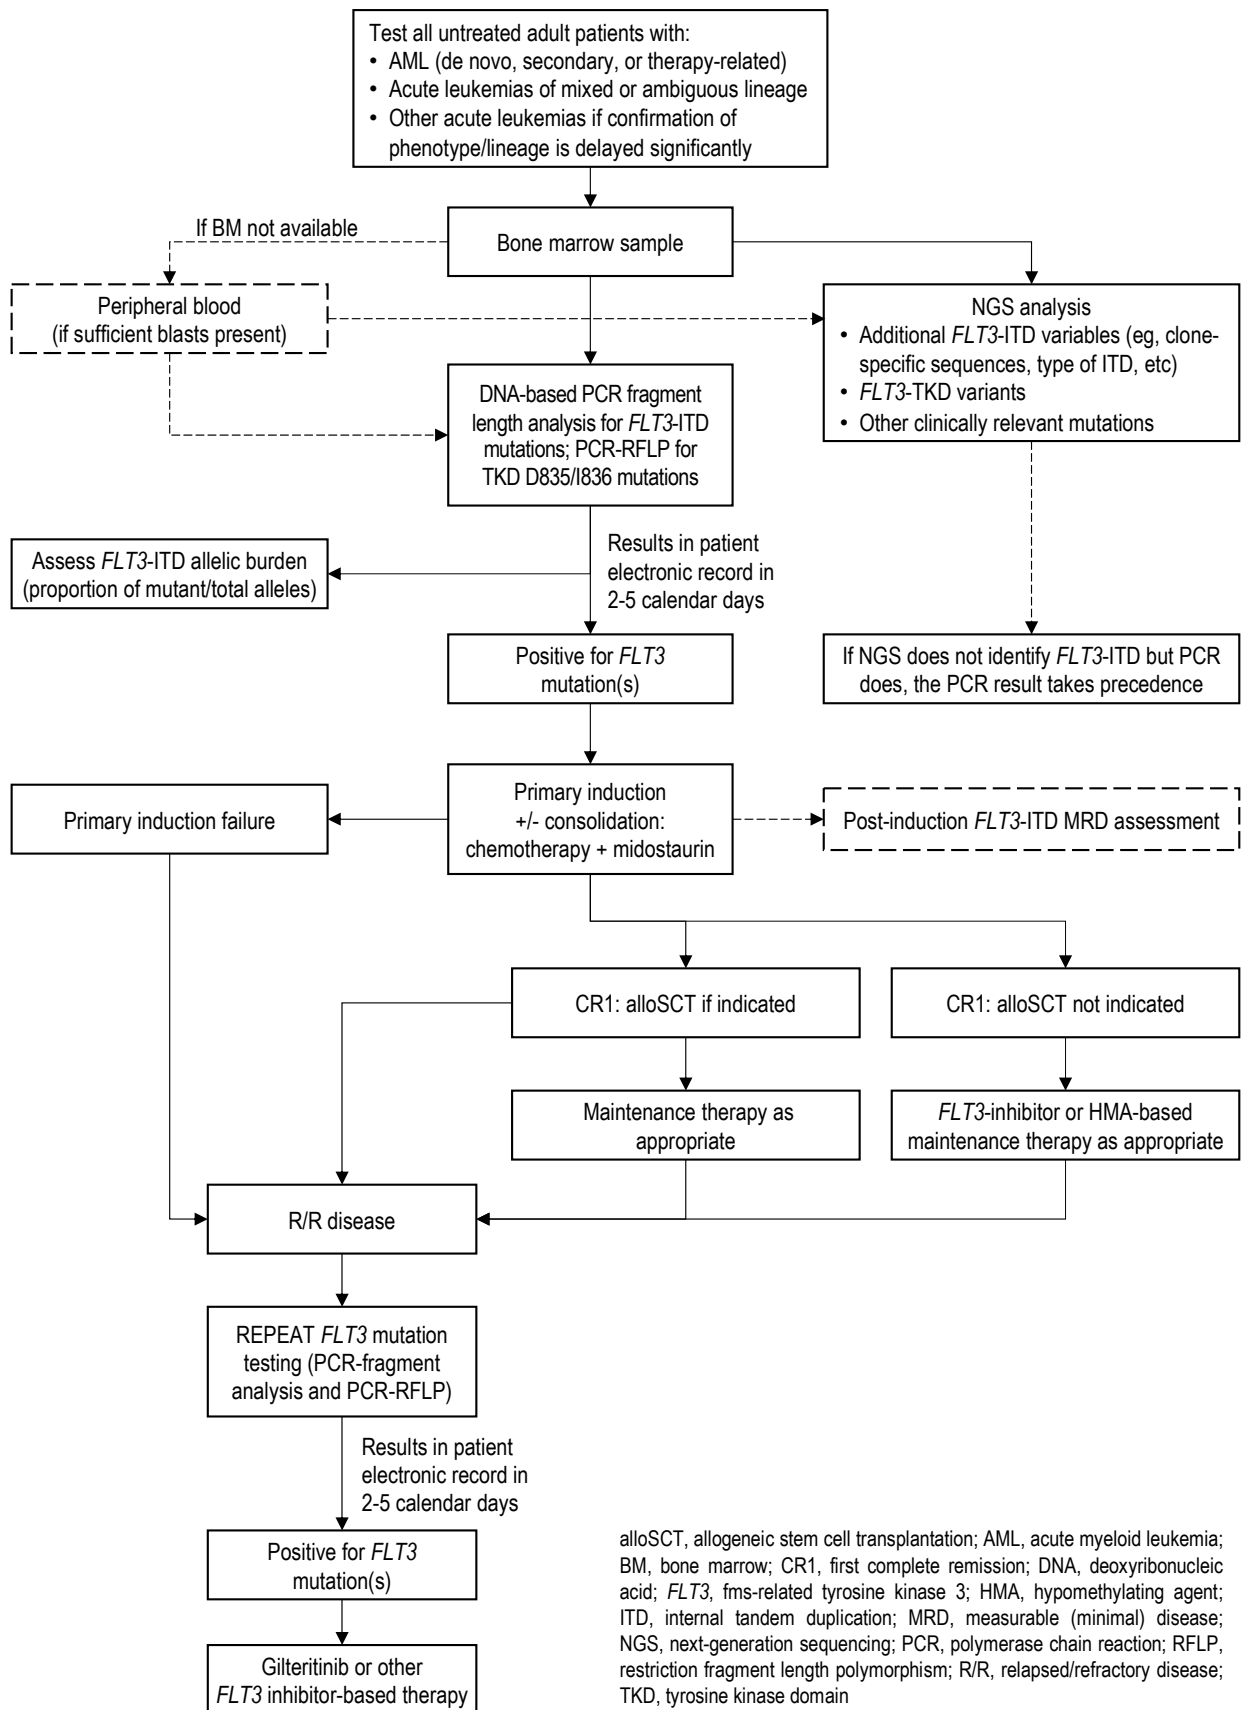 Test all untreated adult patients with:
• AML (de novo, secondary, or therapy-related)
• Acute leukemias of mixed or ambiguous lineage
• Other acute leukemias if confirmation of
phenotype/lineage is delayed significantly
If BM not available
Bone marrow sample
Peripheral blood
(if sufficient blasts present)
NGS analysis
• Additional FLT3-ITD variables (eg, clone-
specific sequences, type of ITD, etc)
• FLT3-TKD variants
• Other clinically relevant mutations
DNA-based PCR fragment
length analysis for FLT3-ITD
mutations; PCR-RFLP for
TKD D835/I836 mutations
Assess FLT3-ITD allelic burden
(proportion of mutant/total alleles)
Results in patient
electronic record in
2-5 calendar days
Positive for FLT3
mutation(s)
If NGS does not identify FLT3-ITD but PCR
does, the PCR result takes precedence
Primary induction failure
Primary induction
+/- consolidation:
chemotherapy + midostaurin
Post-induction FLT3-ITD MRD assessment
CR1: alloSCT if indicated
CR1: alloSCT not indicated
Maintenance therapy as
appropriate
FLT3-inhibitor or HMA-based
maintenance therapy as appropriate
R/R disease
REPEAT FLT3 mutation
testing (PCR-fragment
analysis and PCR-RFLP)
Results in patient
electronic record in
2-5 calendar days
Positive for FLT3
mutation(s)
Gilteritinib or other
FLT3 inhibitor-based therapy
alloSCT, allogeneic stem cell transplantation; AML, acute myeloid leukemia;
BM, bone marrow; CR1, first complete remission; DNA, deoxyribonucleic
acid; FLT3, fms-related tyrosine kinase 3; HMA, hypomethylating agent;
ITD, internal tandem duplication; MRD, measurable (minimal) disease;
NGS, next-generation sequencing; PCR, polymerase chain reaction; RFLP,
restriction fragment length polymorphism; R/R, relapsed/refractory disease;
TKD, tyrosine kinase domain